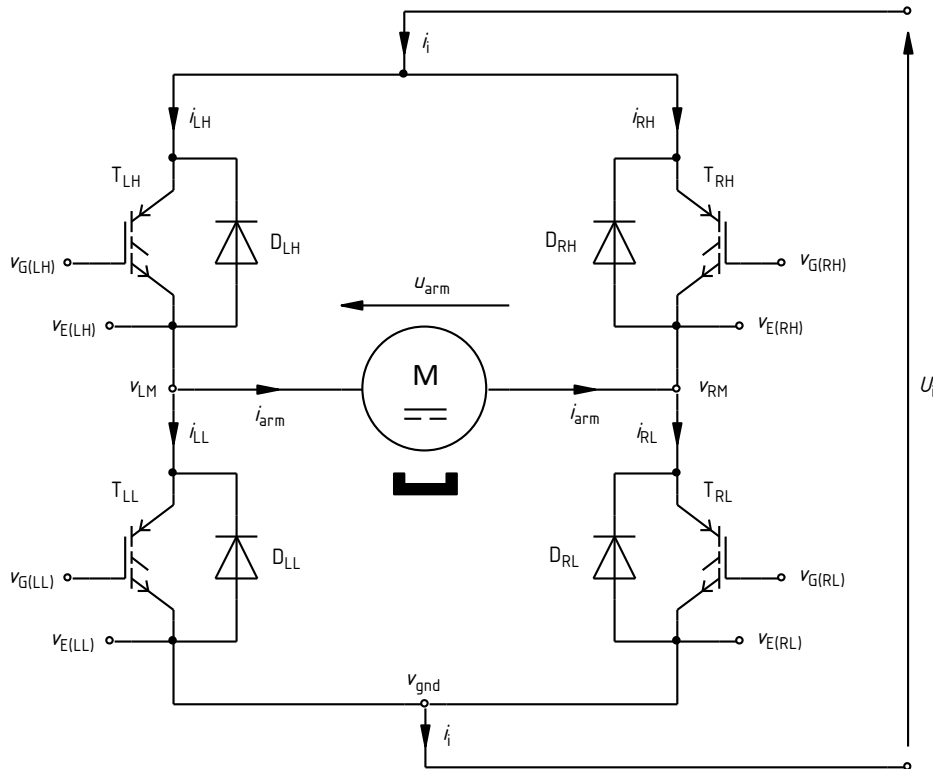 i_i
i_LH
i_RH
T_LH
T_RH
D_LH
D_RH
v_G(LH)
v_G(RH)
u_arm
v_E(LH)
v_E(RH)
M
v_LM
v_RM
U_i
i_arm
i_arm
i_LL
i_RL
T_LL
T_RL
D_LL
D_RL
v_G(LL)
v_G(RL)
v_E(LL)
v_E(RL)
v_gnd
i_i